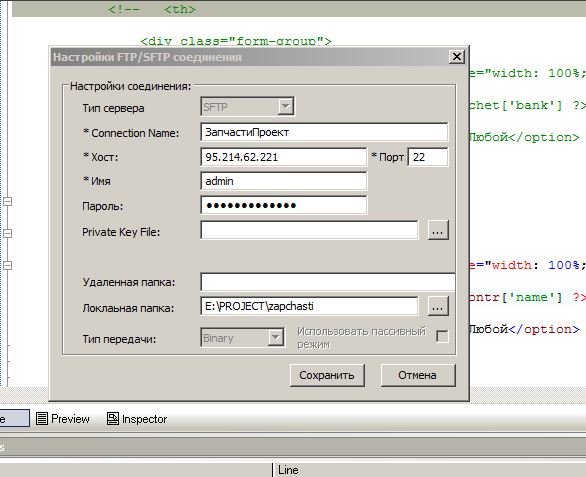 <!-- <th>
<div class="form-group">
Настройки FTP/SFTP соединения
e="width: 100%;
Настройки соединения:
Тип сервера SFTP
chet['bank'] ?>
* Connection Name: ЗапчастиПроект
Любой</option>
* Хост: 95.214.62.221 * Порт 22
* Имя admin
Пароль: •••••••••••••
Private Key File: ...
e="width: 100%;
Удаленная папка:
ontr['name'] ?>
Локлаьная папка: E:\PROJECT\zapchasti ...
Любой</option>
Тип передачи: Binary Использовать пассивный
режим
Сохранить Отмена
e Preview Inspector
s
Line